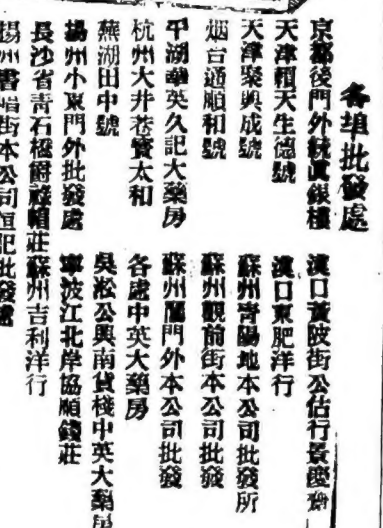 各埠批發處
京都後門外統眞銀樓
天津賴天生德號
天津聚興成號
烟台通順和號
平湖華英久記大藥房
杭州大井巷寶太和
蕪湖田中號
揚州小東門外批發處
長沙省青石橋爵祿帽莊
揚州書場街本公司恒記批發處
漢口黃陂街公估行景慶
漢口東肥洋行
蘇州青陽地本公司批發所
蘇州觀前街本公司批發
蘇州閶門外本公司批發
各處中英大藥房
吳淞公興南貨棧中英大藥房
寧波江北岸協順錢莊
蘇州吉利洋行